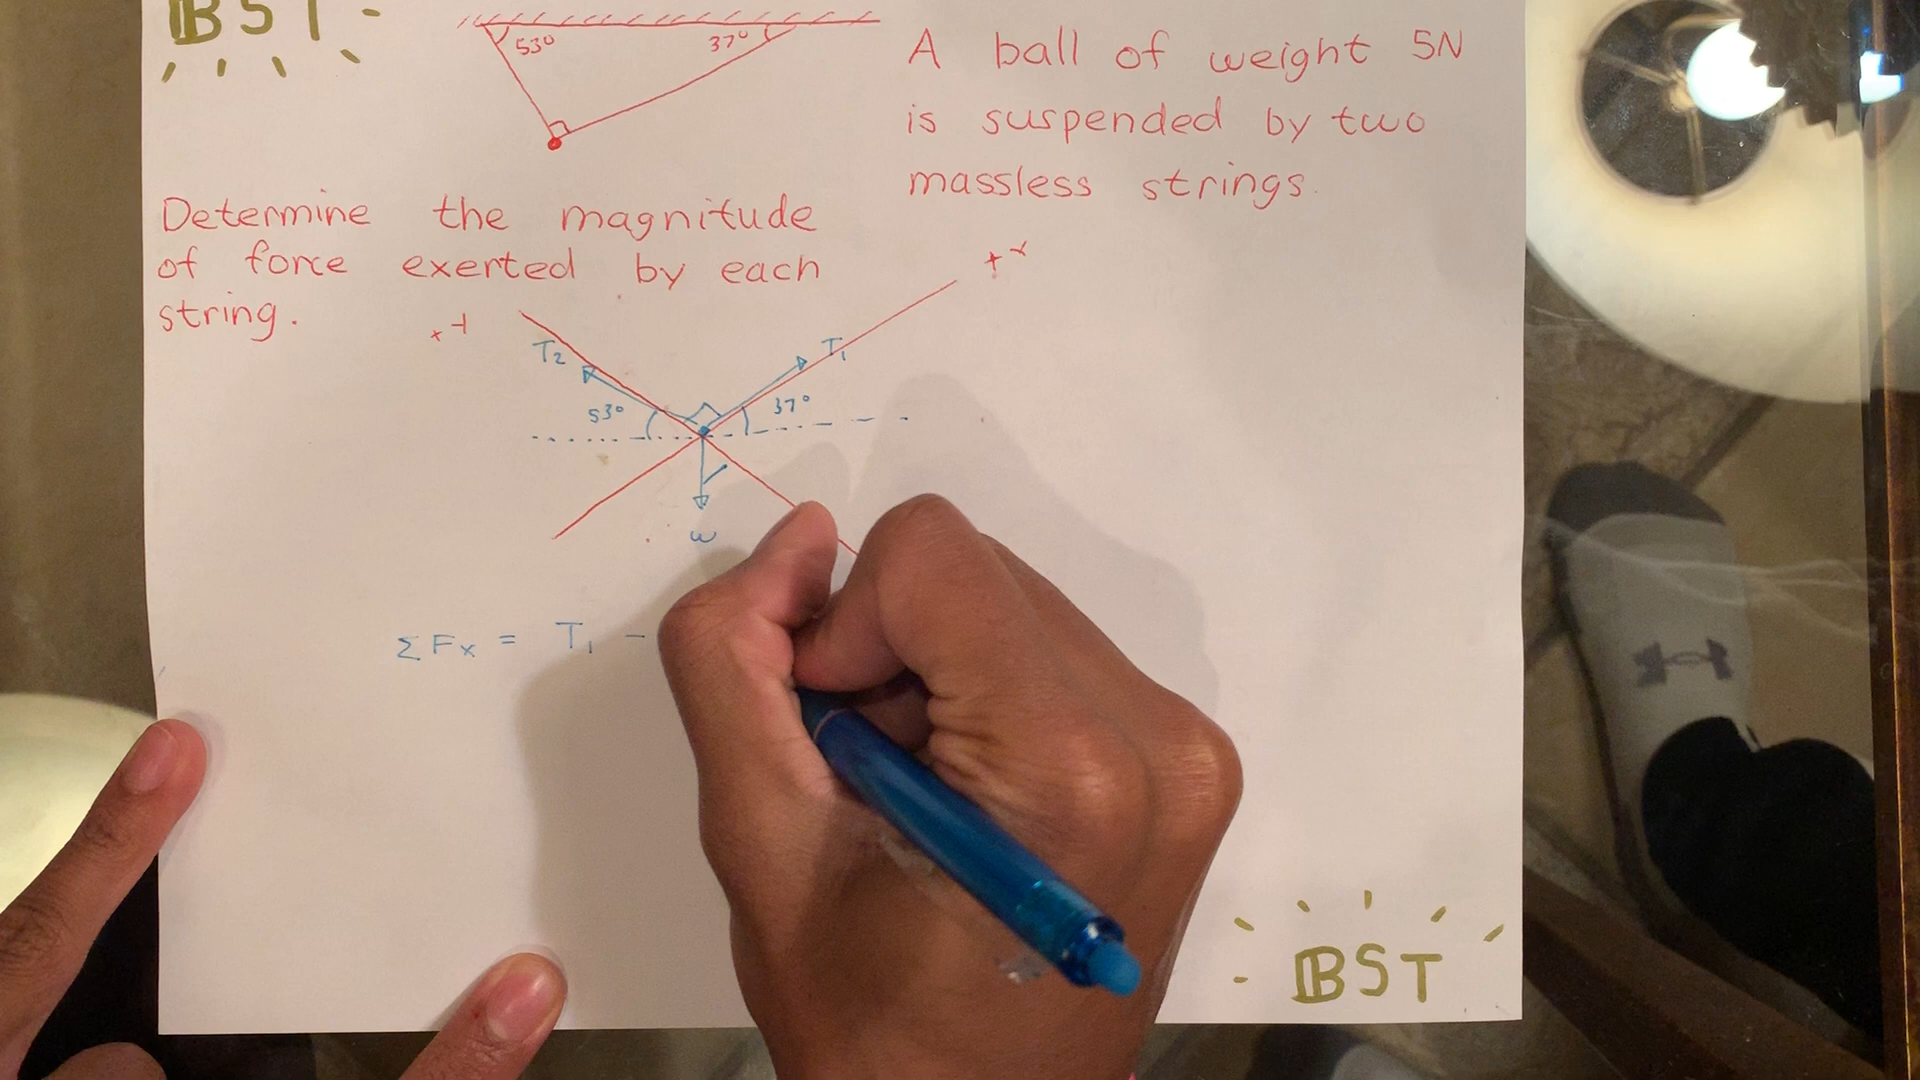 BST
53° 37°
A ball of weight 5N
is suspended by two
massless strings.
Determine the magnitude
of force exerted by each
string.
T₂ T₁
53° 37°
w
ΣFx = T₁ -
BST